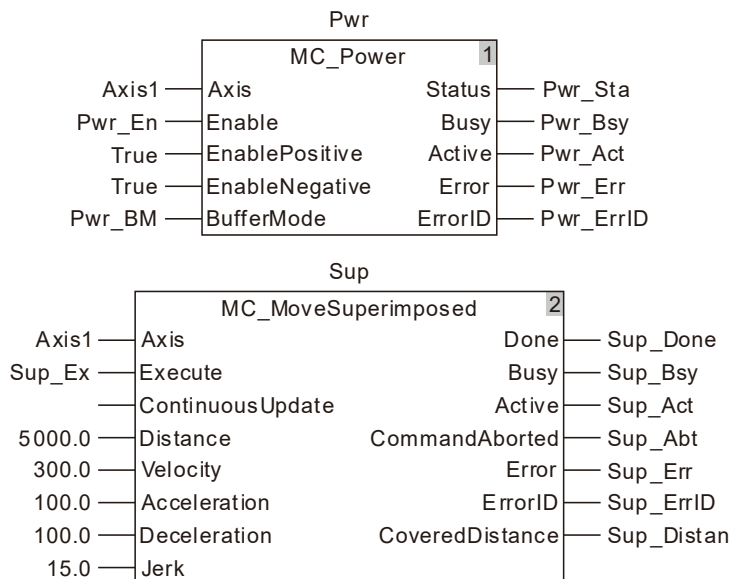 Pwr
MC_Power 1
Axis1 Axis Status Pwr_Sta
Pwr_En Enable Busy Pwr_Bsy
True EnablePositive Active Pwr_Act
True EnableNegative Error Pwr_Err
Pwr_BM BufferMode ErrorID Pwr_ErrID
Sup
MC_MoveSuperimposed 2
Axis1 Axis Done Sup_Done
Sup_Ex Execute Busy Sup_Bsy
ContinuousUpdate Active Sup_Act
5000.0 Distance CommandAborted Sup_Abt
300.0 Velocity Error Sup_Err
100.0 Acceleration ErrorID Sup_ErrID
100.0 Deceleration CoveredDistance Sup_Distan
15.0 Jerk